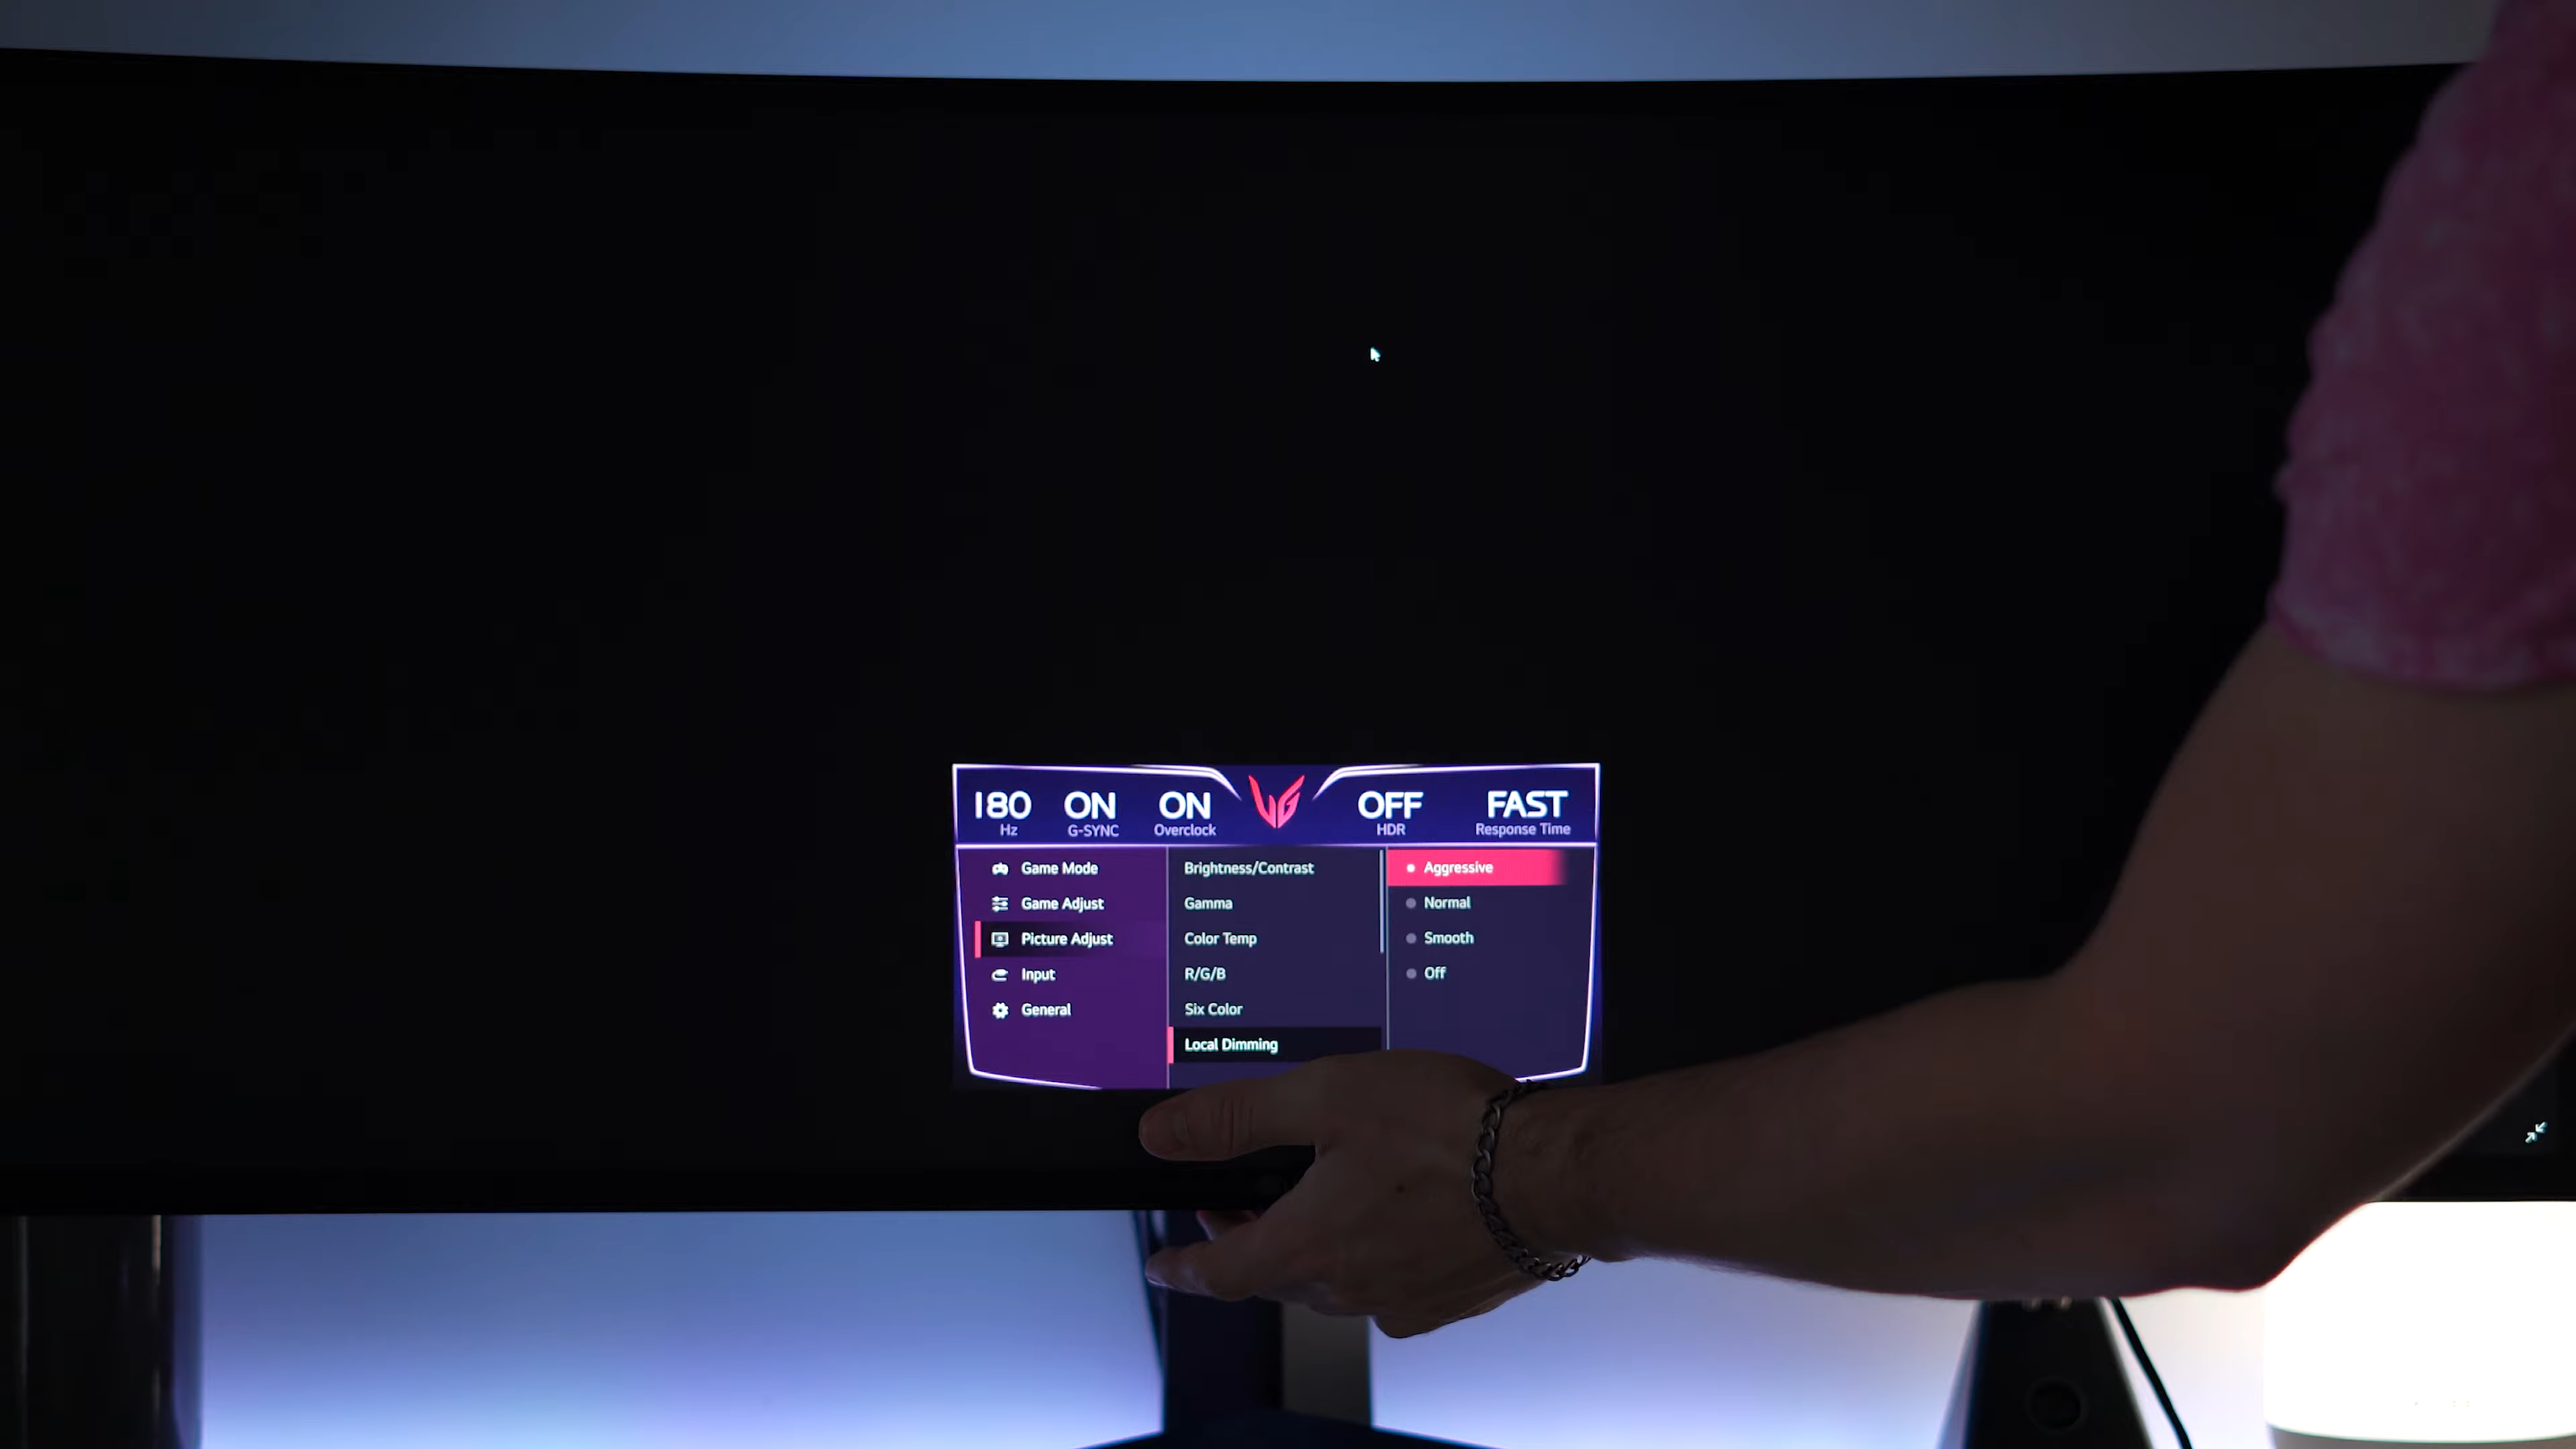 180 ON ON UG OFF FAST
Hz G-SYNC Overclock HDR Response Time
Game Mode
Game Adjust
Picture Adjust
Input
General
Brightness/Contrast
Gamma
Color Temp
R/G/B
Six Color
Local Dimming
Aggressive
Normal
Smooth
Off